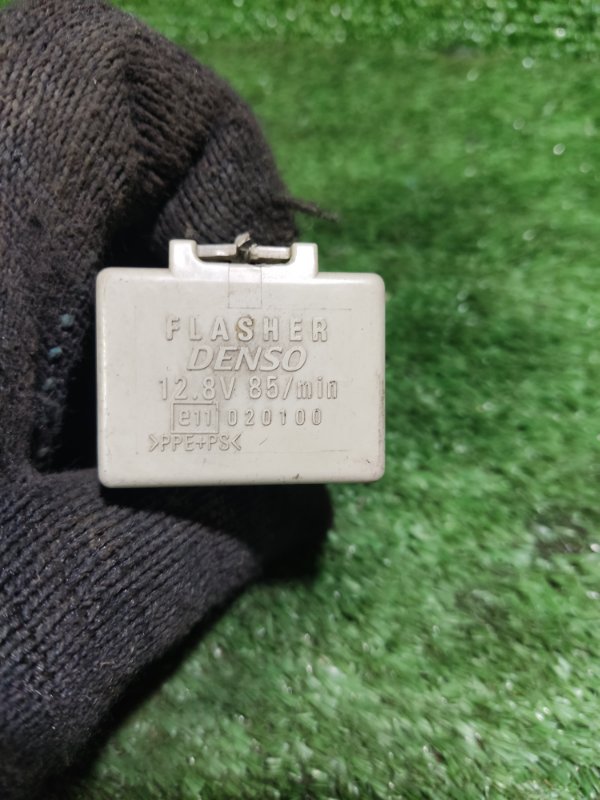 FLASHER
DENSO
12.8V 85/min
e11 020100
>PPE+PS<